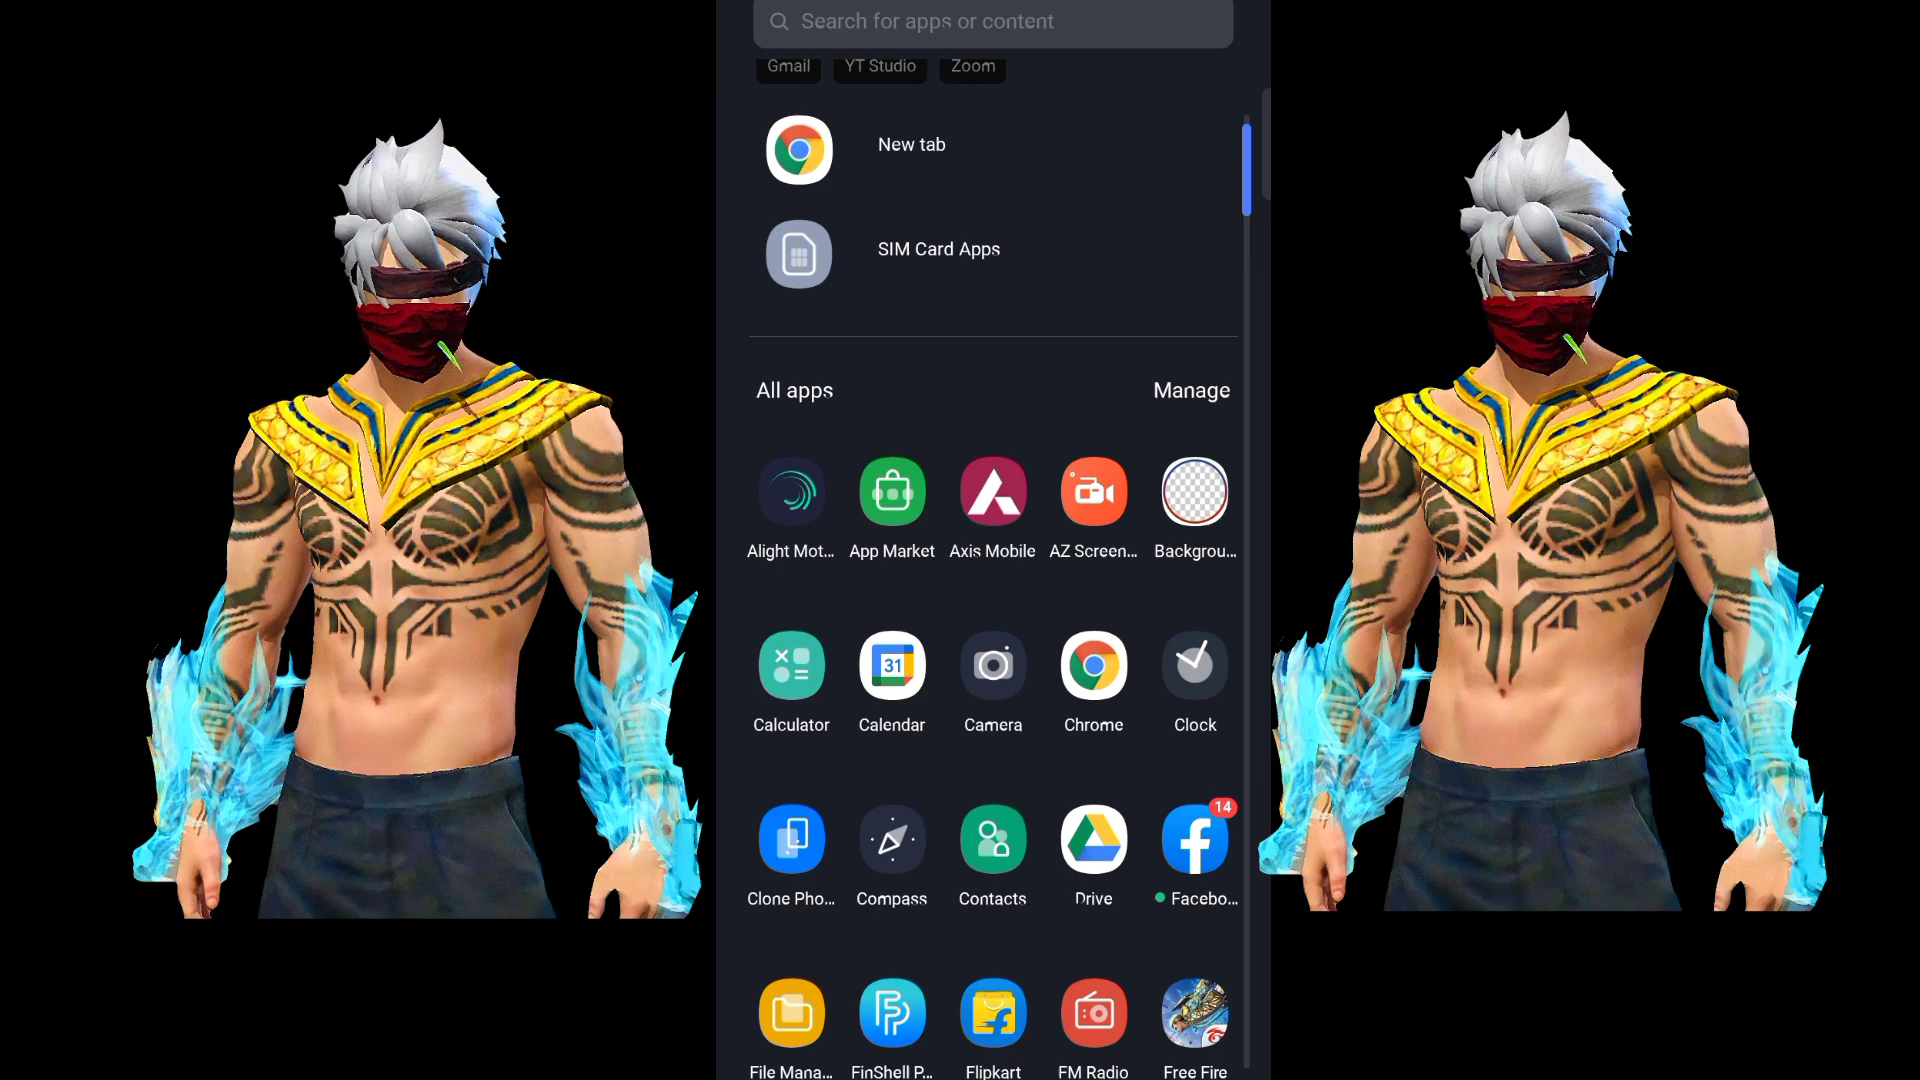 Search for apps or content
Gmail YT Studio Zoom
New tab
SIM Card Apps
All apps Manage
Alight Mot... App Market Axis Mobile AZ Screen... Backgrou...
31
Calculator Calendar Camera Chrome Clock
14
Clone Pho... Compass Contacts Drive Facebo...
File Mana... FinShell P... Flipkart FM Radio Free Fire